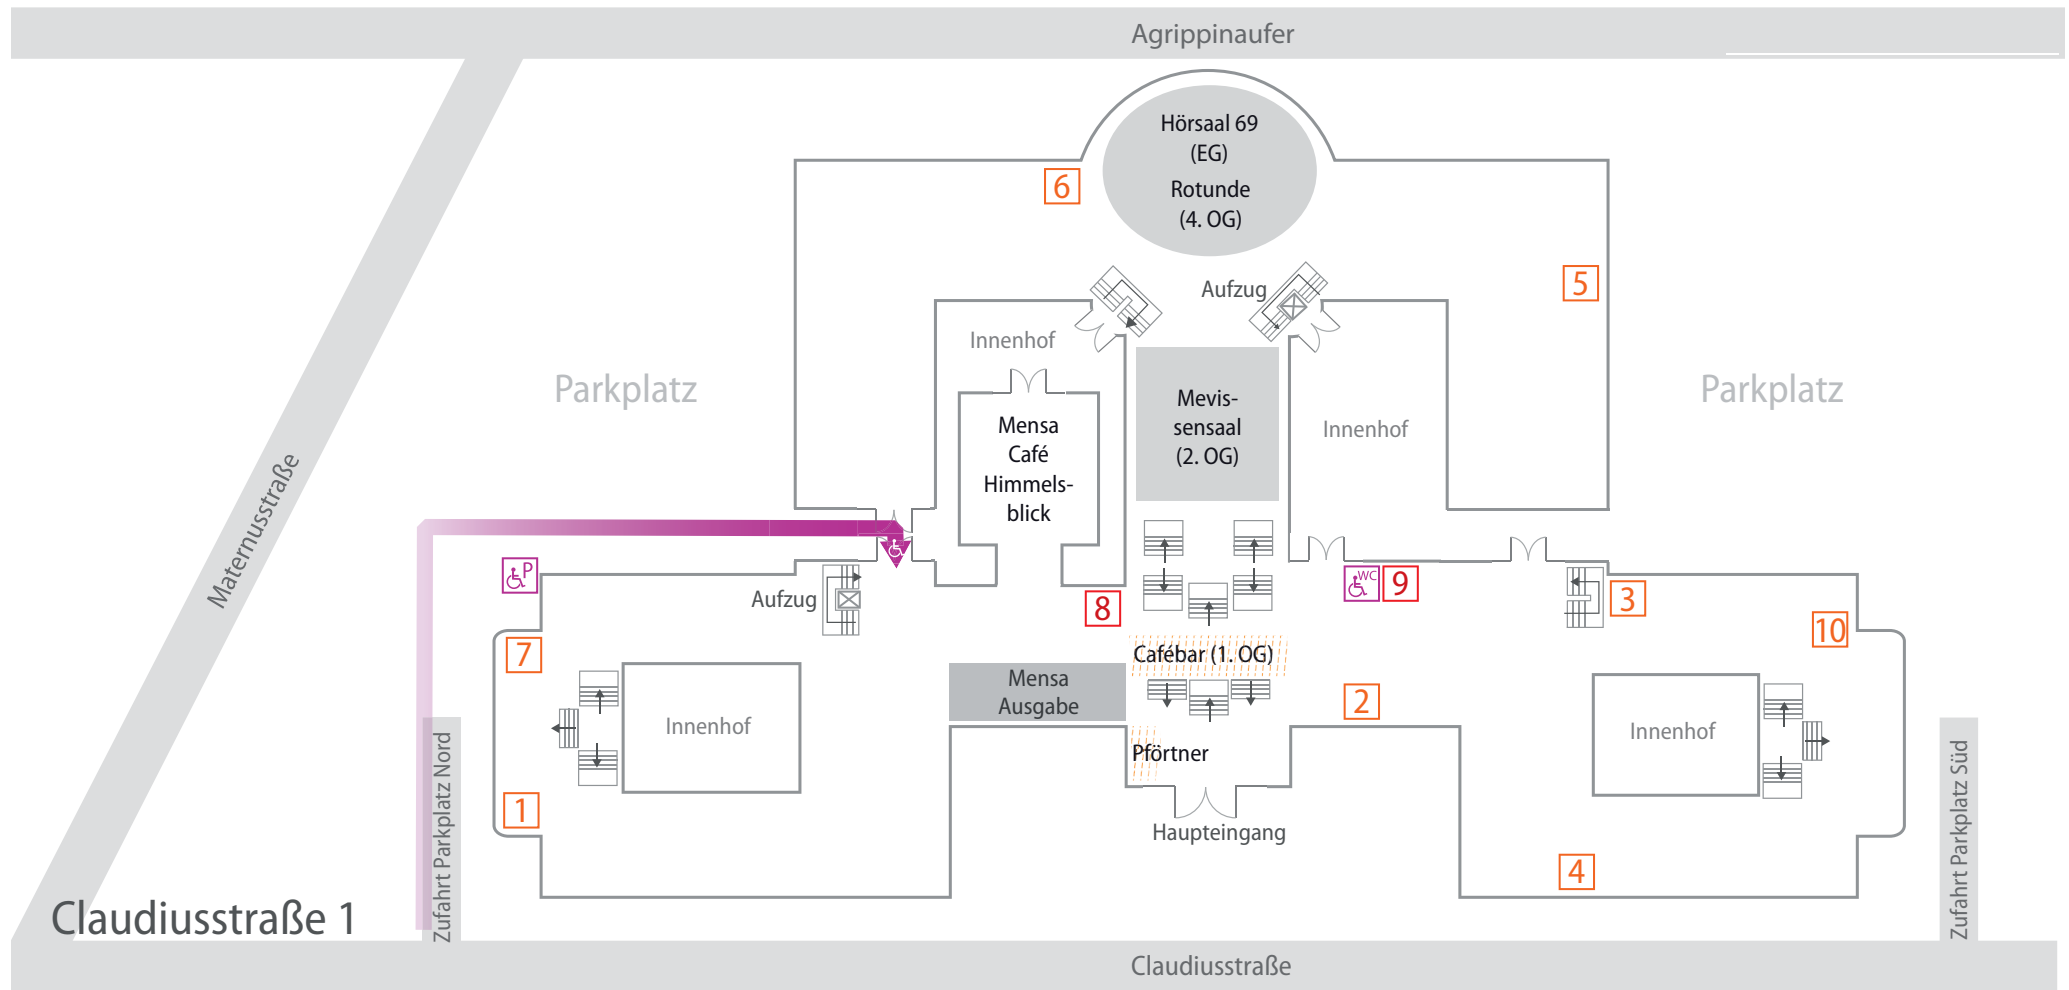 Agrippinaufer
Hörsaal 69
(EG)
Rotunde
(4. OG)
6
5
Aufzug
Innenhof
Parkplatz
Parkplatz
Mevis-
sensaal
(2. OG)
Mensa
Café
Himmels-
blick
Innenhof
Maternusstraße
P
WC
9
Aufzug
8
3
10
7
Cafébar (1. OG)
Mensa
Ausgabe
2
Innenhof
Innenhof
Pförtner
1
Haupteingang
Zufahrt Parkplatz Nord
Zufahrt Parkplatz Süd
4
Claudiusstraße 1
Claudiusstraße